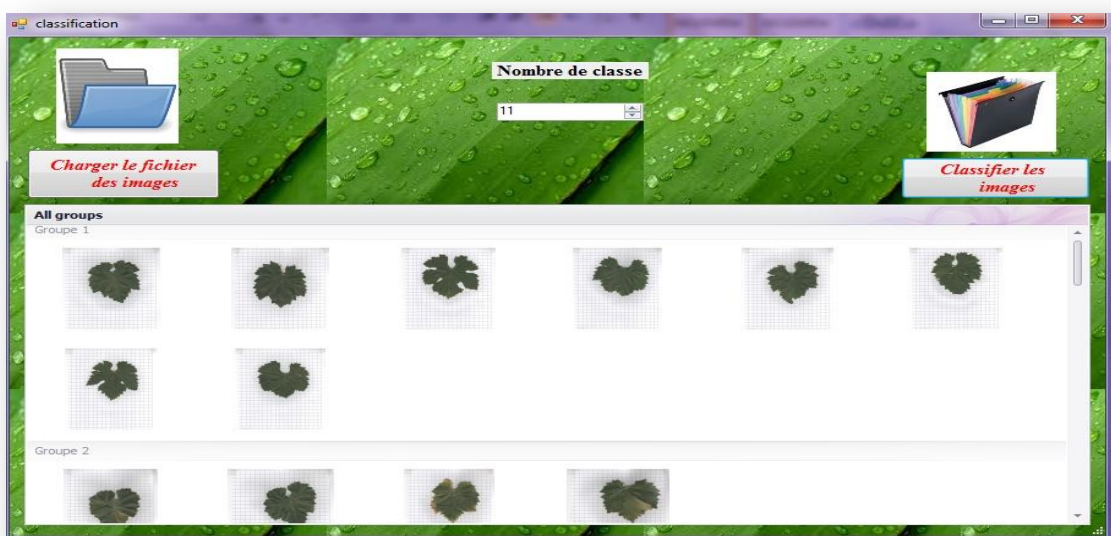 classification
Nombre de classe
11
Charger le fichier
des images
Classifier les
images
All groups
Groupe 1
Groupe 2